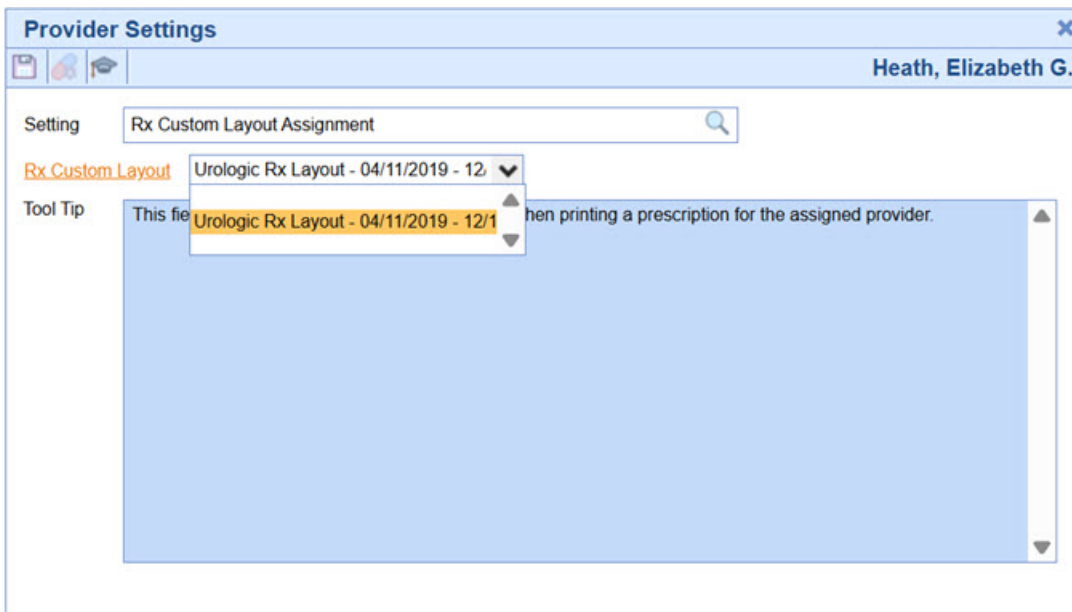 Provider Settings
Heath, Elizabeth G.
Setting
Rx Custom Layout Assignment
Rx Custom Layout
Urologic Rx Layout - 04/11/2019 - 12/
Urologic Rx Layout - 04/11/2019 - 12/1
Tool Tip
This hen printing a prescription for the assigned provider.